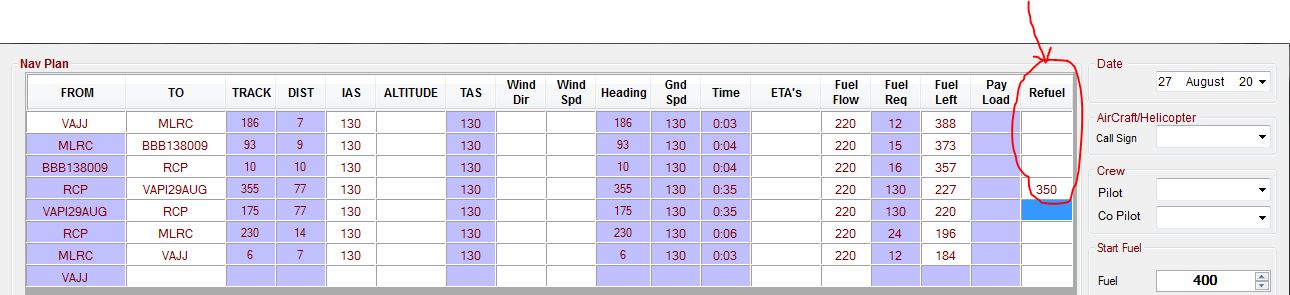 Nav Plan
FROM TO TRACK DIST IAS ALTITUDE TAS Wind Dir Wind Spd Heading Gnd Spd Time ETA's Fuel Flow Fuel Req Fuel Left Pay Load Refuel
VAJJ MLRC 186 7 130 130 186 130 0:03 220 12 388
MLRC BBB138009 93 9 130 130 93 130 0:04 220 15 373
BBB138009 RCP 10 10 130 130 10 130 0:04 220 16 357
RCP VAPI29AUG 355 77 130 130 355 130 0:35 220 130 227 350
VAPI29AUG RCP 175 77 130 130 175 130 0:35 220 130 220
RCP MLRC 230 14 130 130 230 130 0:06 220 24 196
MLRC VAJJ 6 7 130 130 6 130 0:03 220 12 184
VAJJ
Date
27 August 20
AirCraft/Helicopter
Call Sign
Crew
Pilot
Co Pilot
Start Fuel
Fuel 400